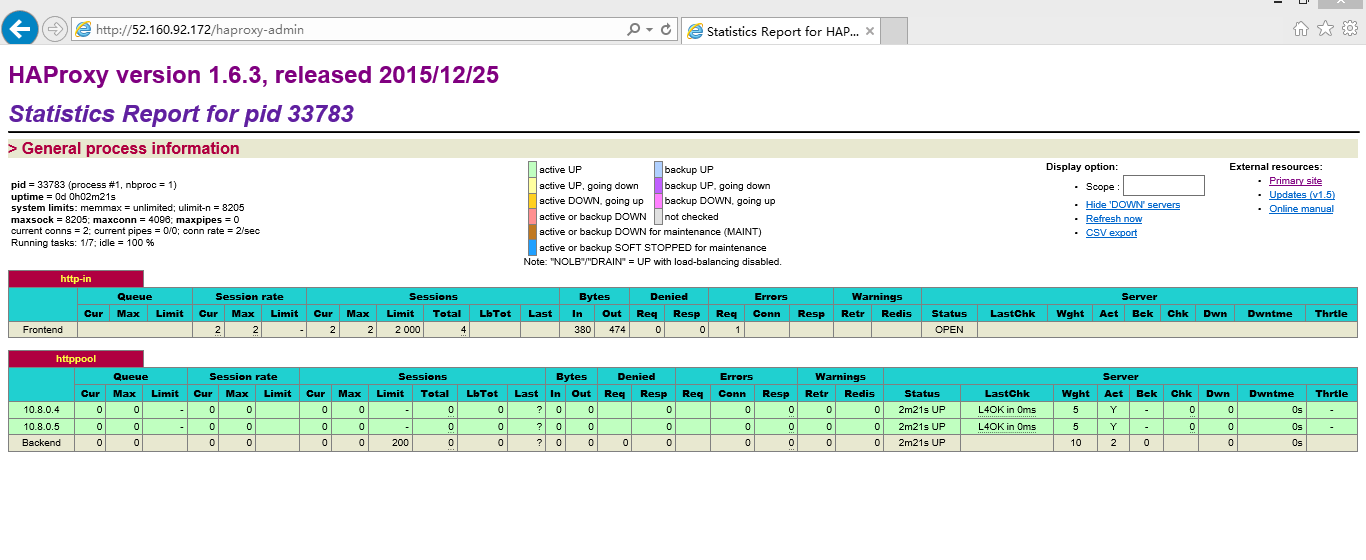 http://52.160.92.172/haproxy-admin
Statistics Report for HAP...
HAProxy version 1.6.3, released 2015/12/25
Statistics Report for pid 33783
> General process information
pid = 33783 (process #1, nbproc = 1)
uptime = 0d 0h02m21s
system limits: memmax = unlimited; ulimit-n = 8205
maxsock = 8205; maxconn = 4096; maxpipes = 0
current conns = 2; current pipes = 0/0; conn rate = 2/sec
Running tasks: 1/7; idle = 100 %
active UP backup UP
active UP, going down backup UP, going down
active DOWN, going up backup DOWN, going up
active or backup DOWN not checked
active or backup DOWN for maintenance (MAINT)
active or backup SOFT STOPPED for maintenance
Note: "NOLB"/"DRAIN" = UP with load-balancing disabled.
Display option:
Scope :
Hide 'DOWN' servers
Refresh now
CSV export
External resources:
Primary site
Updates (v1.5)
Online manual
http-in
Queue Session rate Sessions Bytes Denied Errors Warnings Server
Cur Max Limit Cur Max Limit Cur Max Limit Total LbTot Last In Out Req Resp Req Conn Resp Retr Redis Status LastChk Wght Act Bck Chk Dwn Dwntme Thrtle
Frontend 2 2 - 2 2 2 000 4 380 474 0 0 1 OPEN
httppool
Queue Session rate Sessions Bytes Denied Errors Warnings Server
Cur Max Limit Cur Max Limit Cur Max Limit Total LbTot Last In Out Req Resp Req Conn Resp Retr Redis Status LastChk Wght Act Bck Chk Dwn Dwntme Thrtle
10.8.0.4 0 0 - 0 0 0 0 - 0 0 ? 0 0 0 0 0 0 0 2m21s UP L4OK in 0ms 5 Y - 0 0 0s -
10.8.0.5 0 0 - 0 0 0 0 - 0 0 ? 0 0 0 0 0 0 0 2m21s UP L4OK in 0ms 5 Y - 0 0 0s -
Backend 0 0 0 0 0 0 200 0 0 ? 0 0 0 0 0 0 0 0 2m21s UP 10 2 0 0 0s